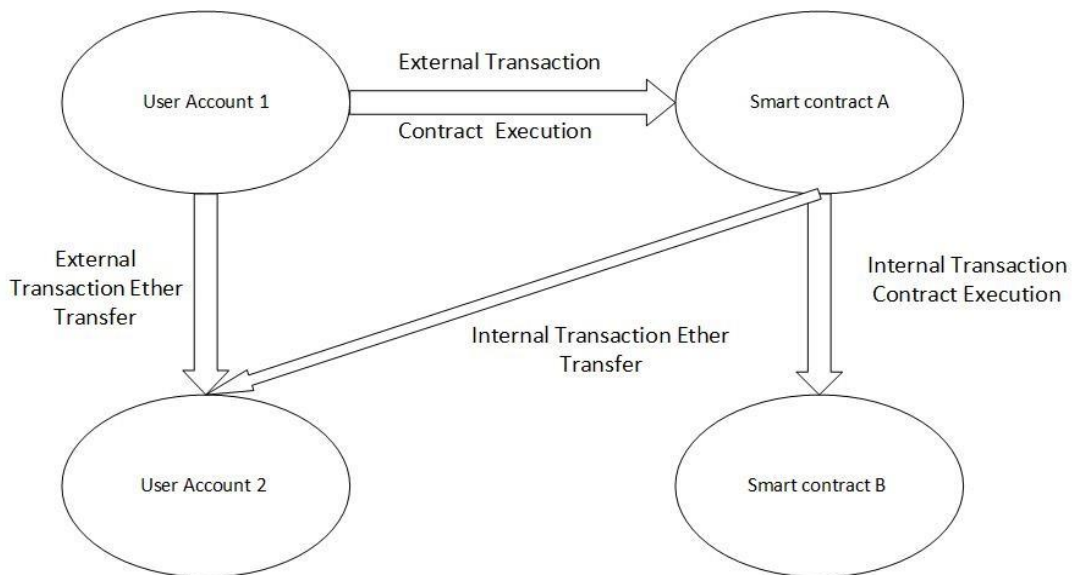 User Account 1
External Transaction
Contract Execution
Smart contract A
External
Transaction Ether
Transfer
Internal Transaction Ether
Transfer
Internal Transaction
Contract Execution
User Account 2
Smart contract B